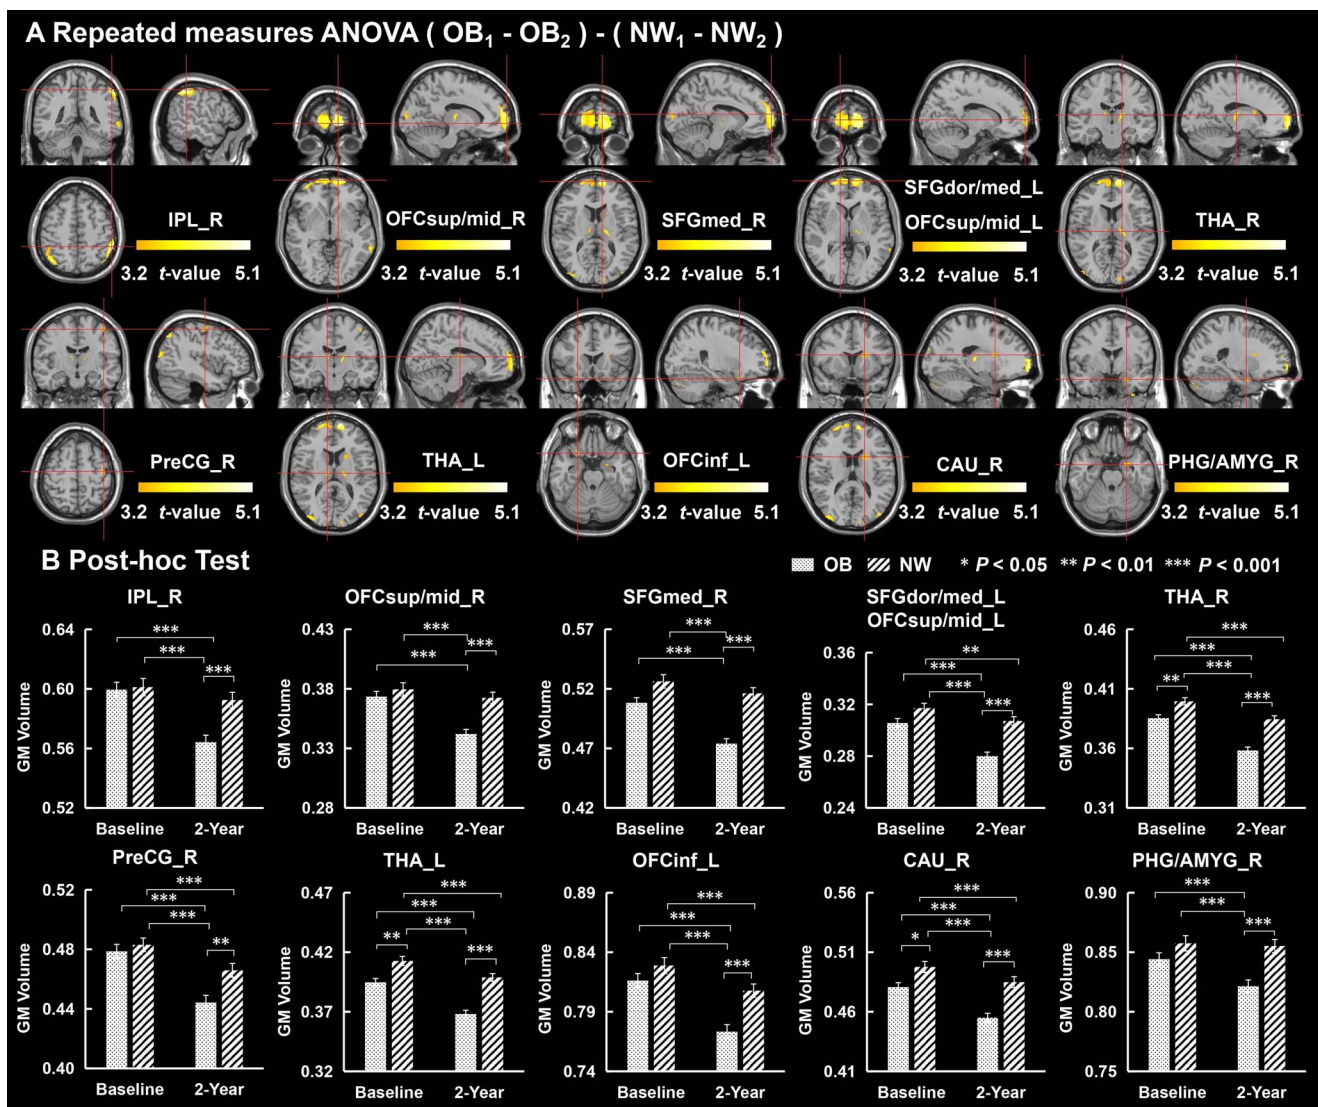 A Repeated measures ANOVA ( OB₁ - OB₂ ) - ( NW₁ - NW₂ )
IPL_R
3.2 t-value 5.1
OFCsup/mid_R
3.2 t-value 5.1
SFGmed_R
3.2 t-value 5.1
SFGdor/med_L
OFCsup/mid_L
3.2 t-value 5.1
THA_R
3.2 t-value 5.1
PreCG_R
3.2 t-value 5.1
THA_L
3.2 t-value 5.1
OFCinf_L
3.2 t-value 5.1
CAU_R
3.2 t-value 5.1
PHG/AMYG_R
3.2 t-value 5.1
B Post-hoc Test
OB NW * P < 0.05 ** P < 0.01 *** P < 0.001
IPL_R
GM Volume
0.64
0.60
0.56
0.52
***
***
***
Baseline 2-Year
OFCsup/mid_R
GM Volume
0.43
0.38
0.33
0.28
***
***
***
Baseline 2-Year
SFGmed_R
GM Volume
0.57
0.52
0.47
0.42
***
***
***
Baseline 2-Year
SFGdor/med_L
OFCsup/mid_L
GM Volume
0.36
0.32
0.28
0.24
**
***
***
***
Baseline 2-Year
THA_R
GM Volume
0.46
0.41
0.36
0.31
***
***
***
**
***
Baseline 2-Year
PreCG_R
GM Volume
0.52
0.48
0.44
0.40
***
***
***
**
Baseline 2-Year
THA_L
GM Volume
0.47
0.42
0.37
0.32
***
***
***
**
***
Baseline 2-Year
OFCinf_L
GM Volume
0.89
0.84
0.79
0.74
***
***
***
***
Baseline 2-Year
CAU_R
GM Volume
0.56
0.51
0.46
0.41
***
***
***
*
***
Baseline 2-Year
PHG/AMYG_R
GM Volume
0.90
0.85
0.80
0.75
***
***
***
Baseline 2-Year